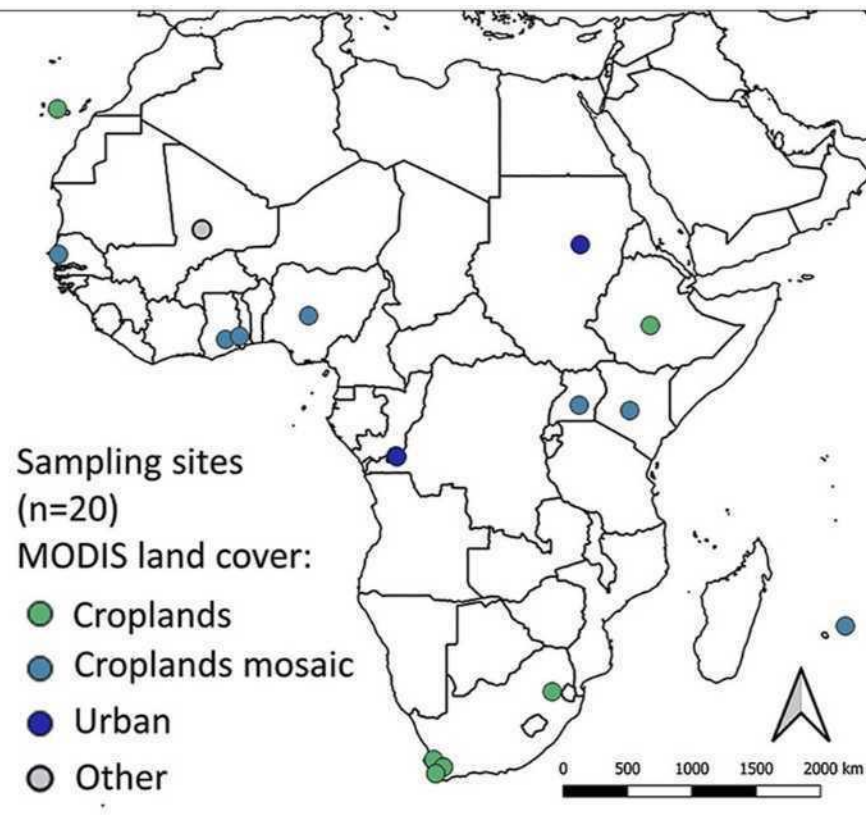 Sampling sites
(n=20)
MODIS land cover:
Croplands
Croplands mosaic
Urban
Other
0 500 1000 1500 2000 km